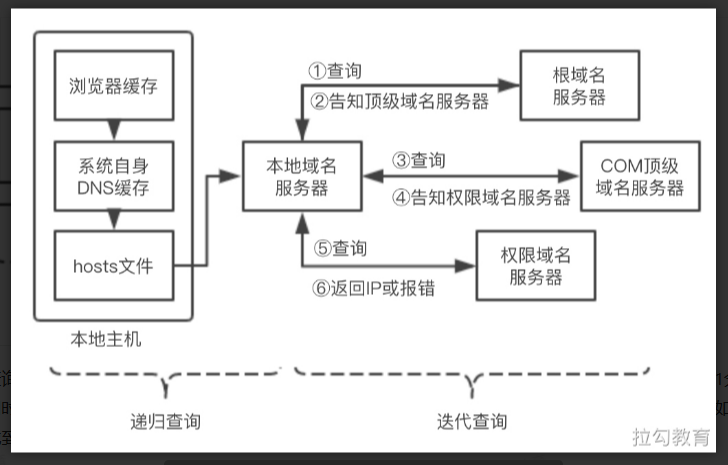 浏览器缓存
系统自身
DNS缓存
hosts文件
本地主机
本地域名
服务器
①查询
②告知顶级域名服务器
根域名
服务器
③查询
④告知权限域名服务器
COM顶级
域名服务器
⑤查询
⑥返回IP或报错
权限域名
服务器
递归查询
迭代查询
拉勾教育